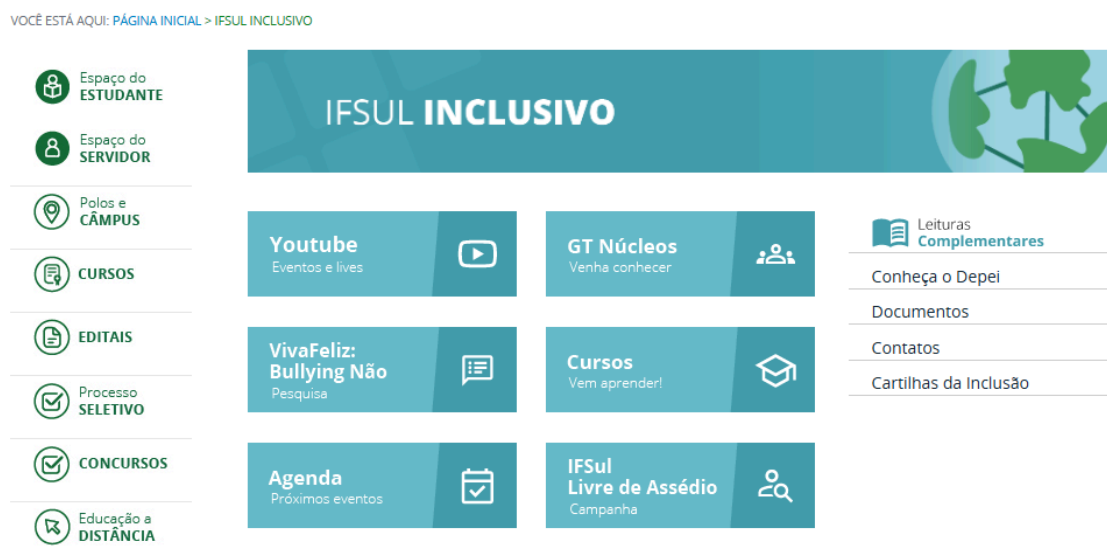 VOCÊ ESTÁ AQUI: PÁGINA INICIAL > IFSUL INCLUSIVO
Espaço do
ESTUDANTE
Espaço do
SERVIDOR
Polos e
CÂMPUS
CURSOS
EDITAIS
Processo
SELETIVO
CONCURSOS
Educação a
DISTÂNCIA
IFSUL INCLUSIVO
Youtube
Eventos e lives
GT Núcleos
Venha conhecer
VivaFeliz:
Bullying Não
Pesquisa
Cursos
Vem aprender!
Agenda
Próximos eventos
IFSul
Livre de Assédio
Campanha
Leituras
Complementares
Conheça o Depei
Documentos
Contatos
Cartilhas da Inclusão